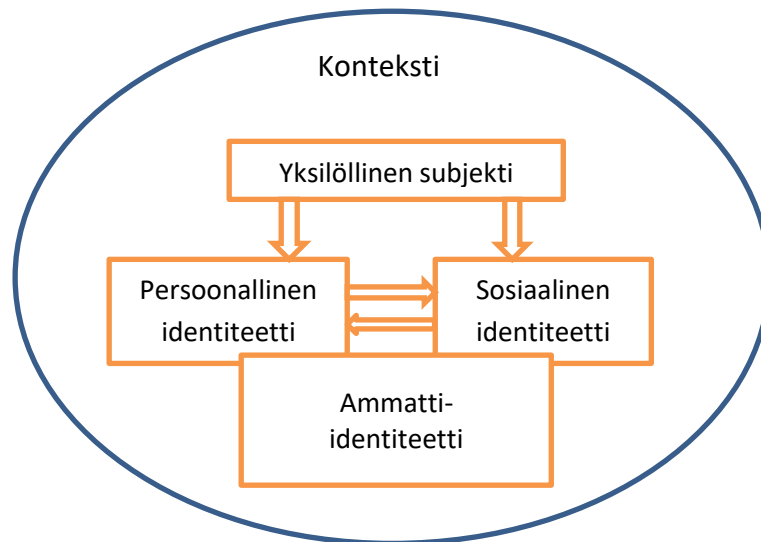 Konteksti
Yksilöllinen subjekti
Persoonallinen
identiteetti
Sosiaalinen
identiteetti
Ammatti-
identiteetti